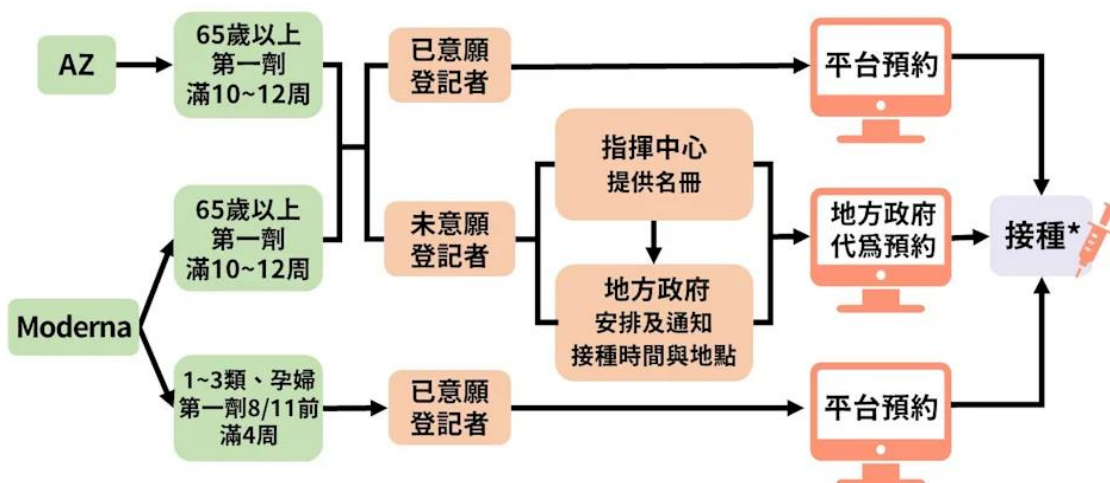 AZ
65歲以上
第一劑
滿10~12周
已意願
登記者
平台預約
指揮中心
提供名冊
65歲以上
第一劑
滿10~12周
未意願
登記者
地方政府
代爲預約
接種*
地方政府
安排及通知
接種時間與地點
Moderna
1~3類、孕婦
第一劑8/11前
滿4周
已意願
登記者
平台預約